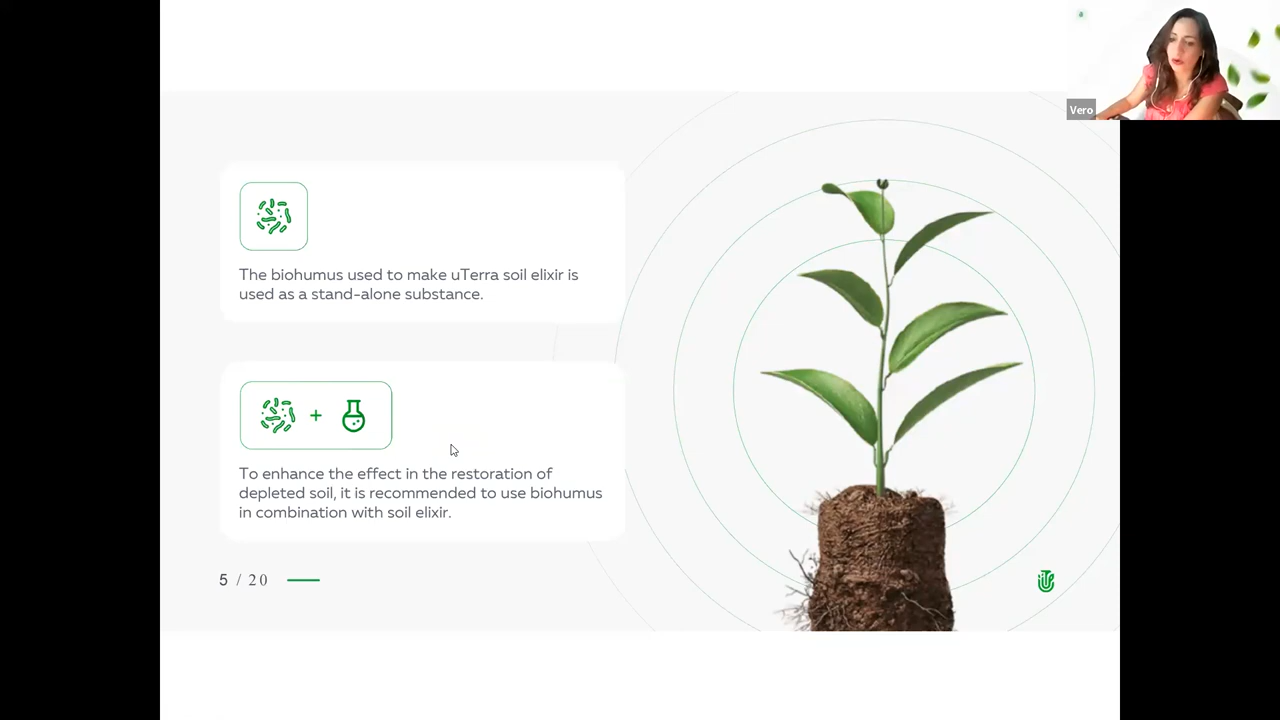 Vero
The biohumus used to make uTerra soil elixir is
used as a stand-alone substance.
+
To enhance the effect in the restoration of
depleted soil, it is recommended to use biohumus
in combination with soil elixir.
5 / 20